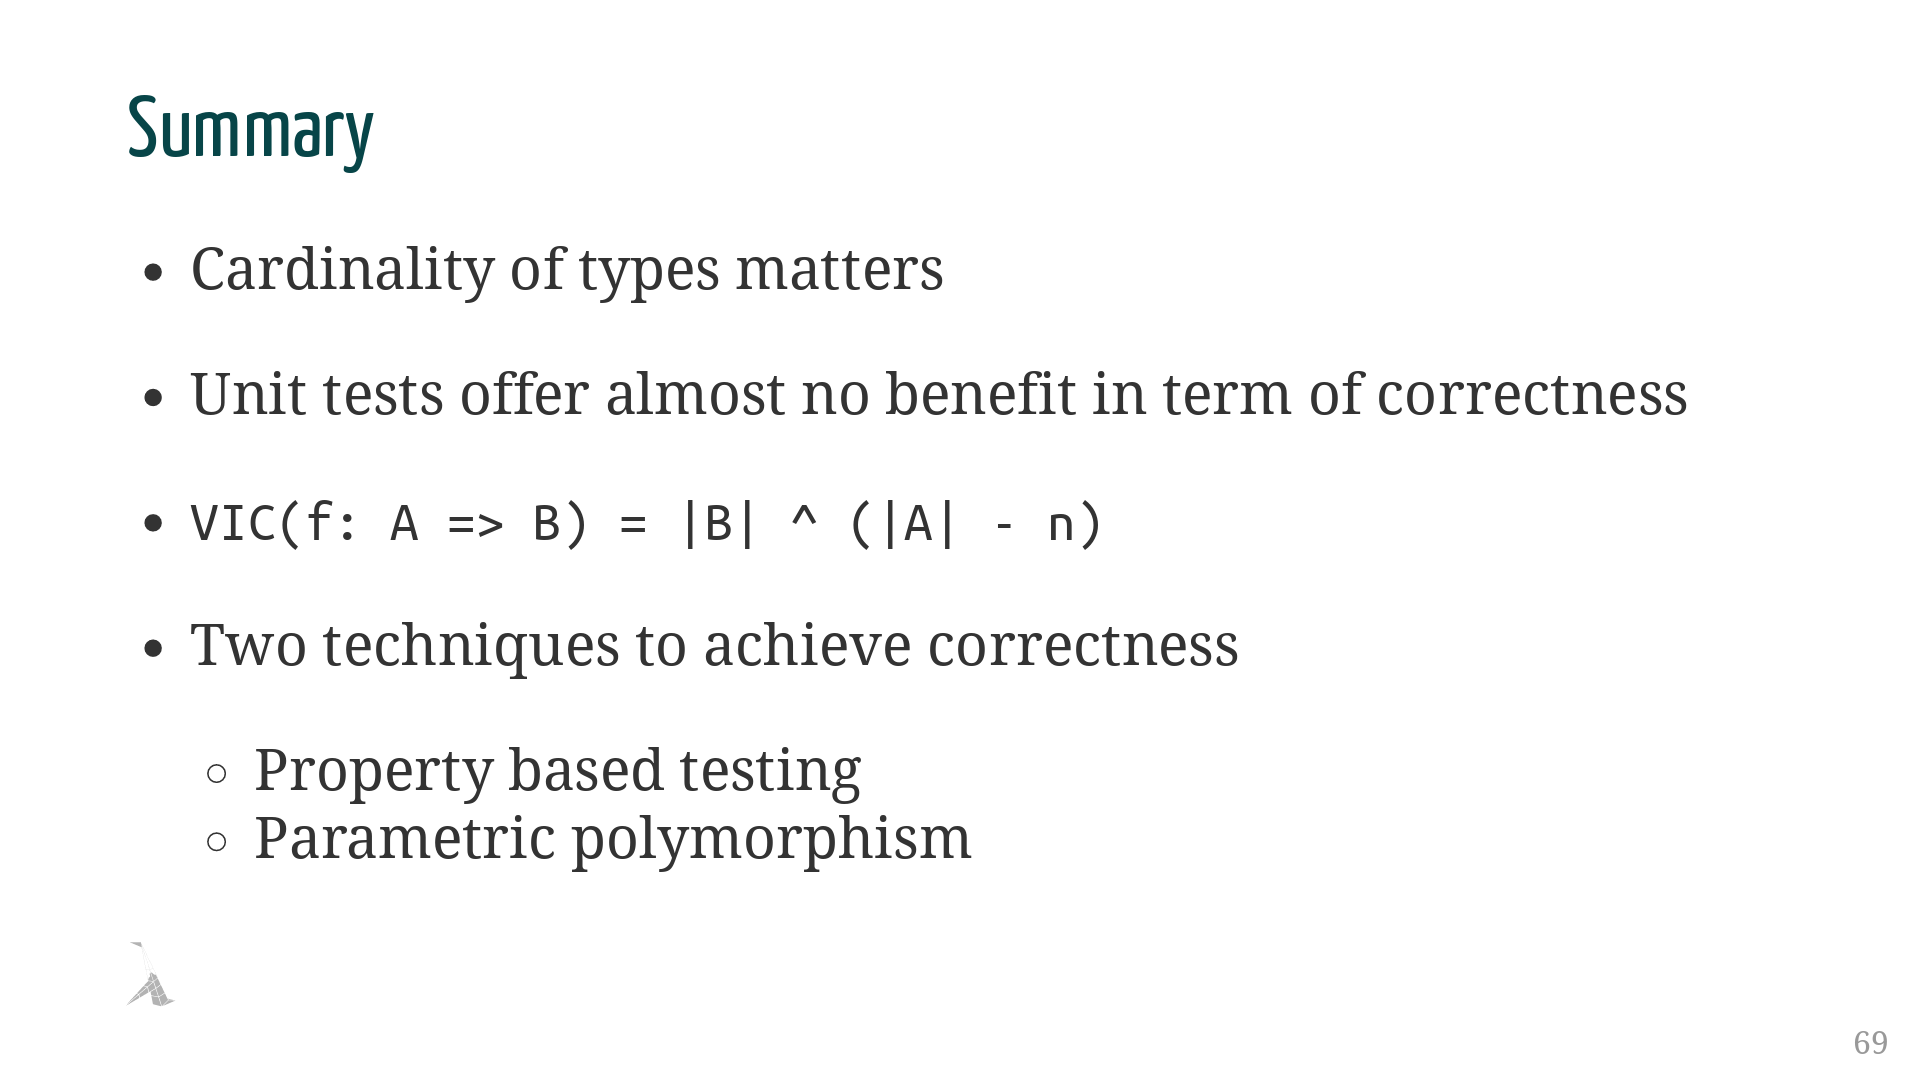 Summary
• Cardinality of types matters
• Unit tests offer almost no benefit in term of correctness
• VIC(f: A => B) = |B| ^ (|A| - n)
• Two techniques to achieve correctness
○ Property based testing
○ Parametric polymorphism
69